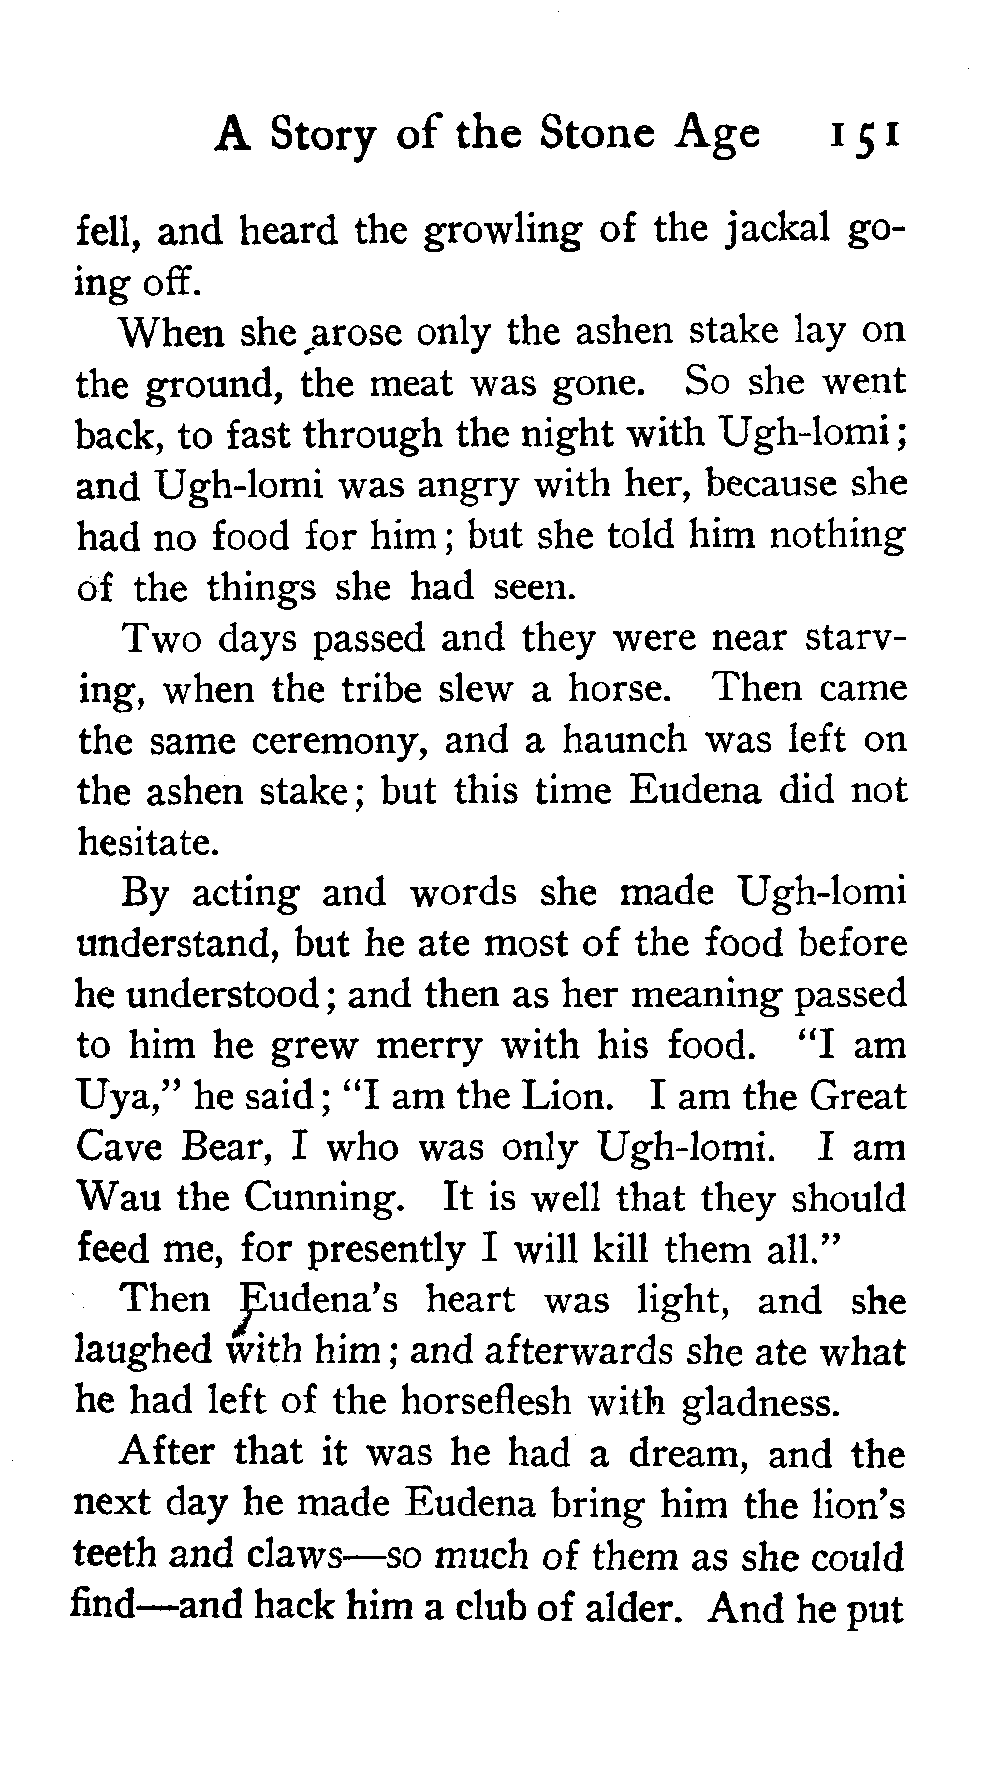 A Story of the Stone Age 151
fell, and heard the growling of the jackal go-
ing off.
When she arose only the ashen stake lay on
the ground, the meat was gone. So she went
back, to fast through the night with Ugh-lomi;
and Ugh-lomi was angry with her, because she
had no food for him; but she told him nothing
of the things she had seen.
Two days passed and they were near starv-
ing, when the tribe slew a horse. Then came
the same ceremony, and a haunch was left on
the ashen stake; but this time Eudena did not
hesitate.
By acting and words she made Ugh-lomi
understand, but he ate most of the food before
he understood; and then as her meaning passed
to him he grew merry with his food. “I am
Uya,” he said; “I am the Lion. I am the Great
Cave Bear, I who was only Ugh-lomi. I am
Wau the Cunning. It is well that they should
feed me, for presently I will kill them all.”
Then Eudena's heart was light, and she
laughed with him; and afterwards she ate what
he had left of the horseflesh with gladness.
After that it was he had a dream, and the
next day he made Eudena bring him the lion's
teeth and claws—so much of them as she could
find—and hack him a club of alder. And he put